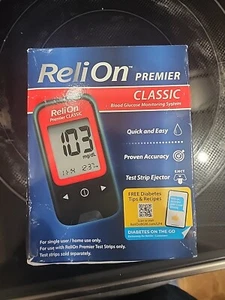 ReliOn™ PREMIER
CLASSIC
Blood Glucose Monitoring System
ReliOn
Premier CLASSIC
103
mg/dL
Quick and Easy
Proven Accuracy
EJECT
Test Strip Ejector
FREE Diabetes
Tips & Recipes
DIABETES ON THE GO
For single user / home use only.
For use with ReliOn Premier Test Strips only.
Test strips sold separately.